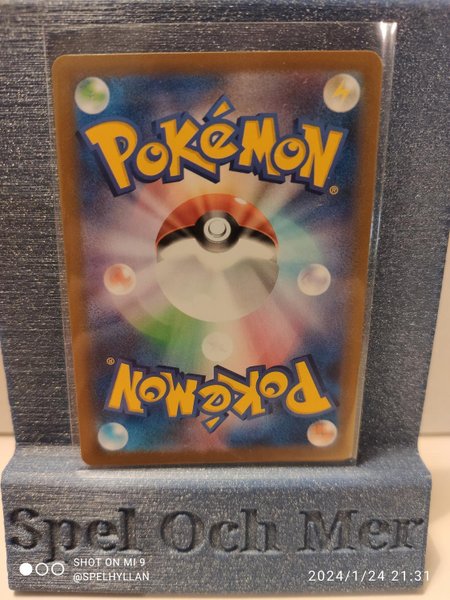 POKéMON®
POKéMON®
Spel Och Mer
SHOT ON MI 9
@SPELHYLLAN
2024/1/24 21:31